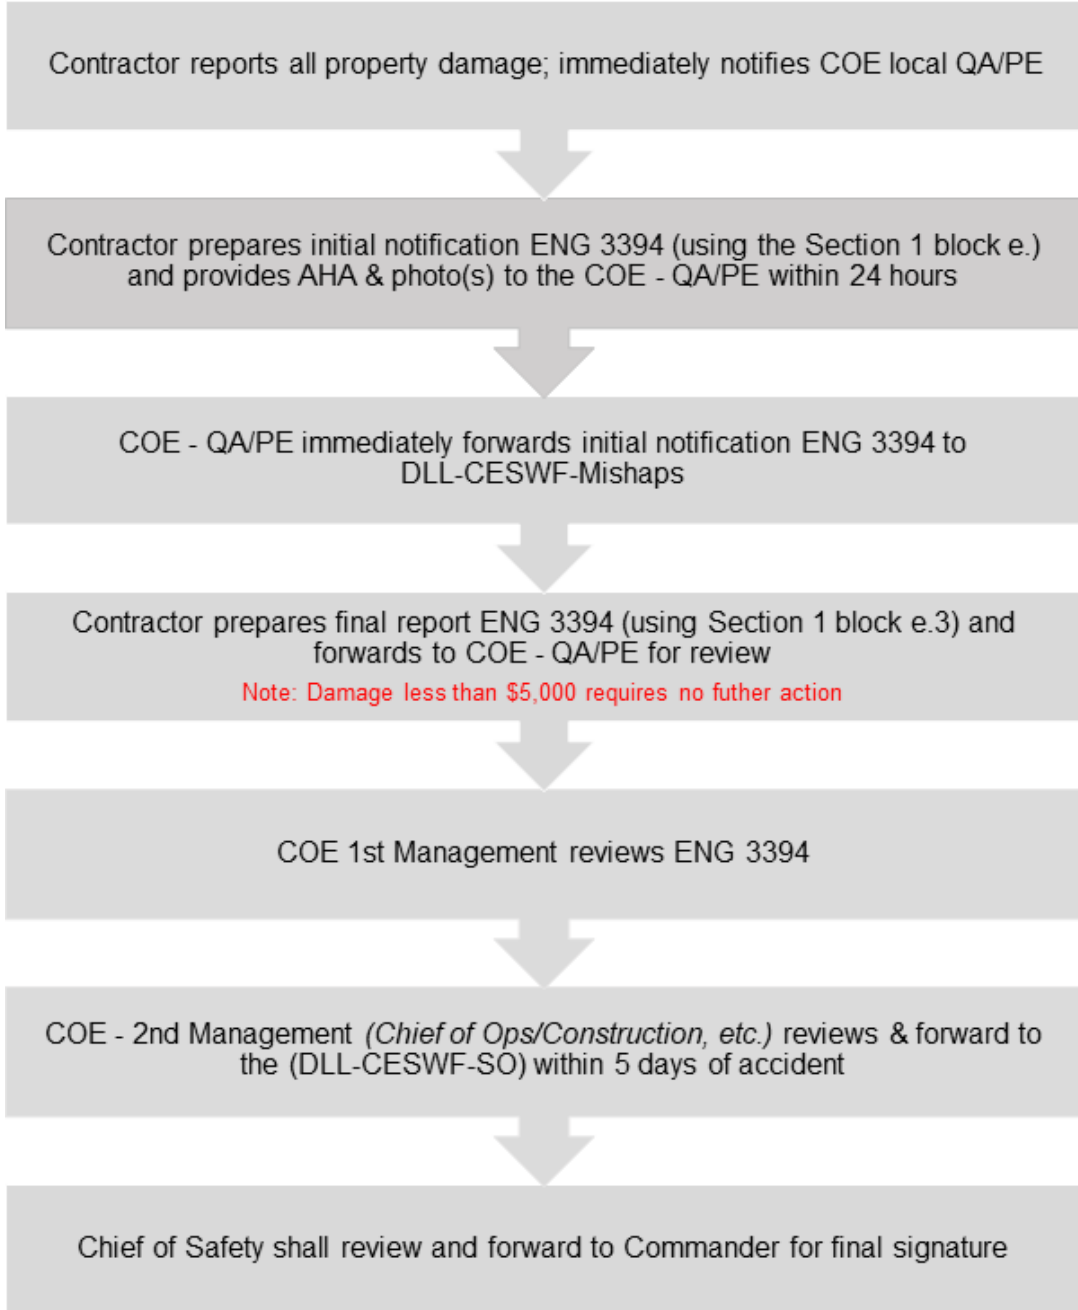 Contractor reports all property damage; immediately notifies COE local QA/PE
Contractor prepares initial notification ENG 3394 (using the Section 1 block e.)
and provides AHA & photo(s) to the COE - QA/PE within 24 hours
COE - QA/PE immediately forwards initial notification ENG 3394 to
DLL-CESWF-Mishaps
Contractor prepares final report ENG 3394 (using Section 1 block e.3) and
forwards to COE - QA/PE for review
Note: Damage less than $5,000 requires no futher action
COE 1st Management reviews ENG 3394
COE - 2nd Management (Chief of Ops/Construction, etc.) reviews & forward to
the (DLL-CESWF-SO) within 5 days of accident
Chief of Safety shall review and forward to Commander for final signature